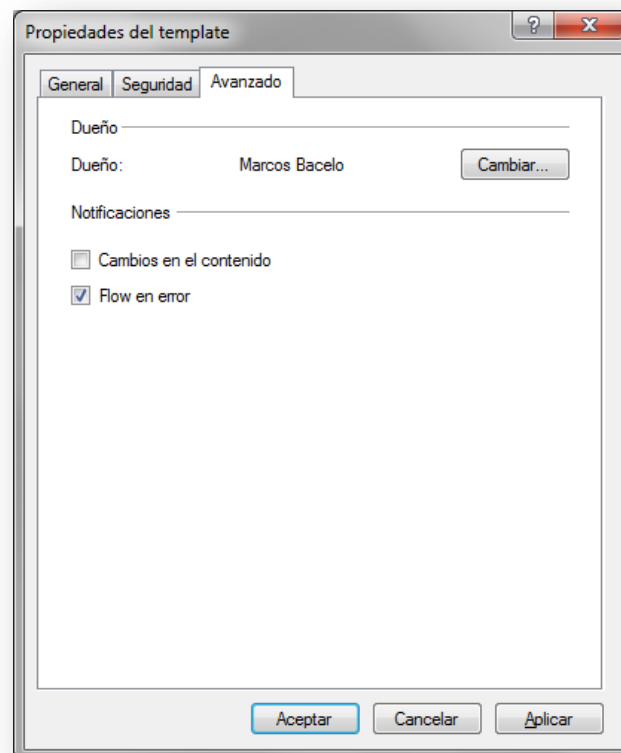 Propiedades del template
General Seguridad Avanzado
Dueño
Dueño: Marcos Bacelo Cambiar...
Notificaciones
Cambios en el contenido
Flow en error
Aceptar Cancelar Aplicar